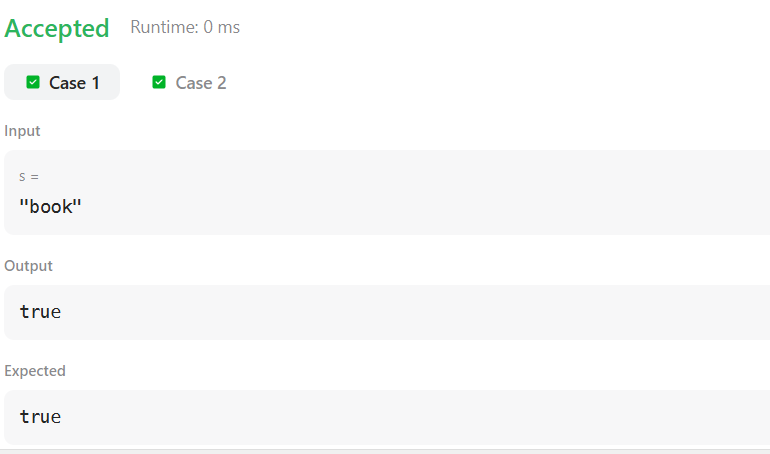 Accepted Runtime: 0 ms
Case 1 Case 2
Input
s =
"book"
Output
true
Expected
true